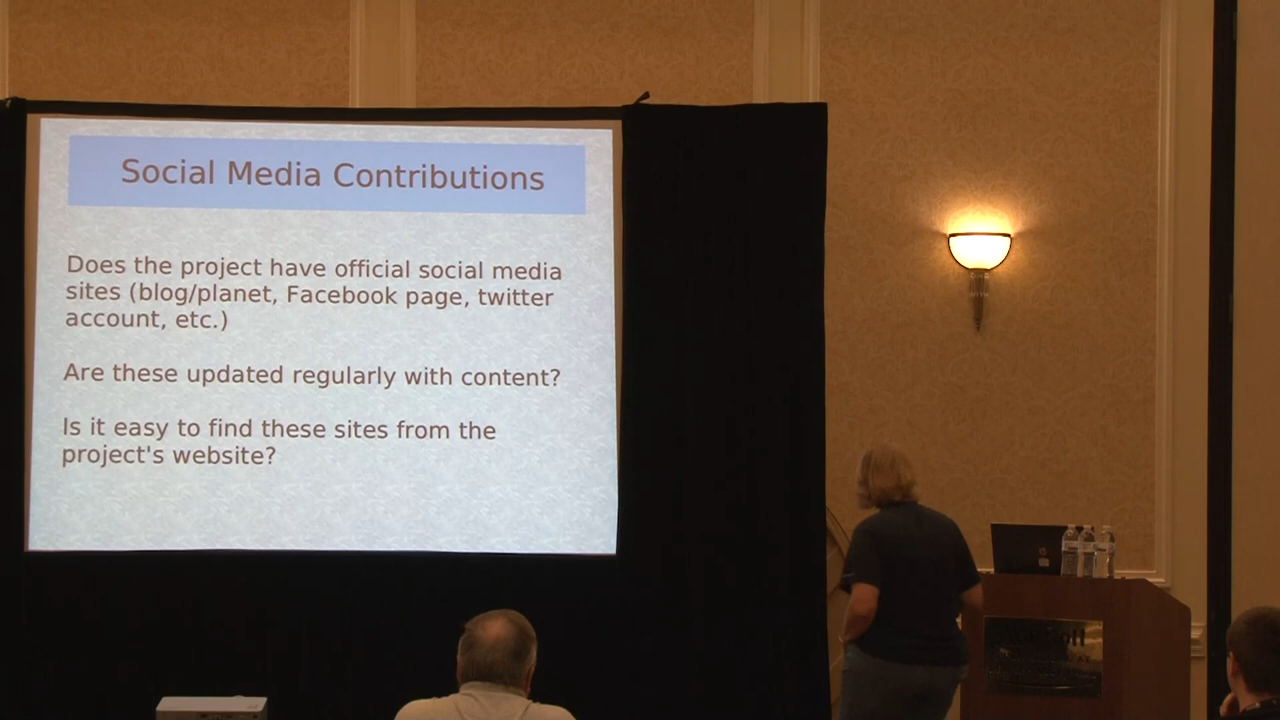 Social Media Contributions
Does the project have official social media
sites (blog/planet, Facebook page, twitter
account, etc.)
Are these updated regularly with content?
Is it easy to find these sites from the
project's website?
Marriott